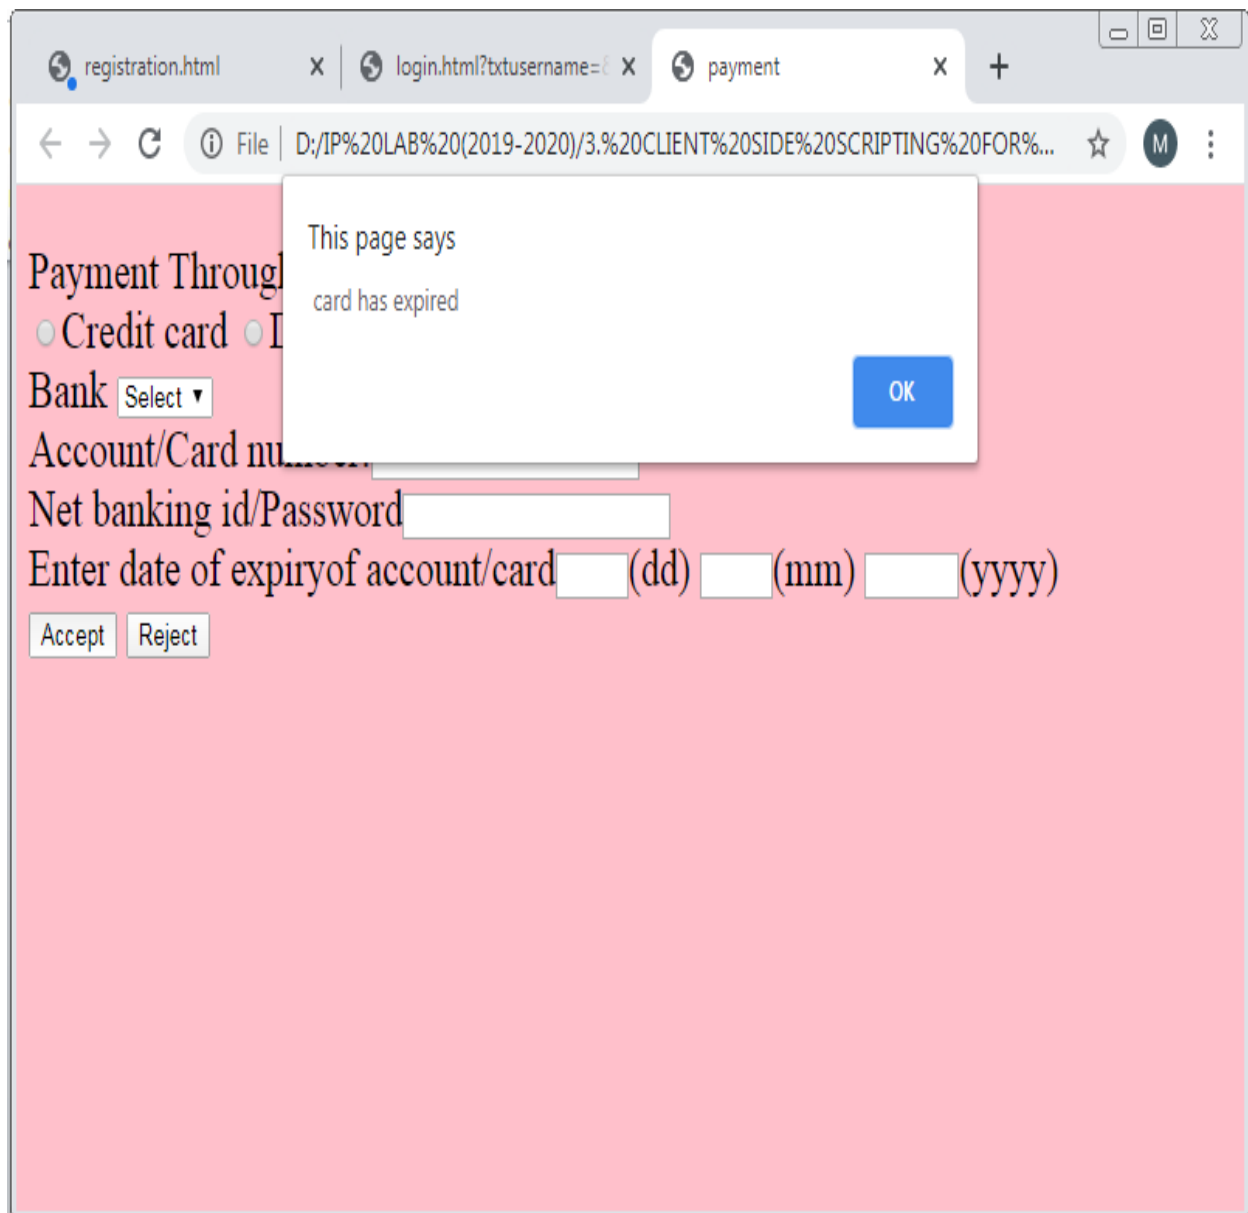 registration.html
login.html?txtusername=
payment
File
D:/IP%20LAB%20(2019-2020)/3.%20CLIENT%20SIDE%20SCRIPTING%20FOR%...
M
This page says
card has expired
OK
Payment Through
Credit card
Bank Select
Account/Card number:
Net banking id/Password
Enter date of expiryof account/card (dd) (mm) (yyyy)
Accept Reject